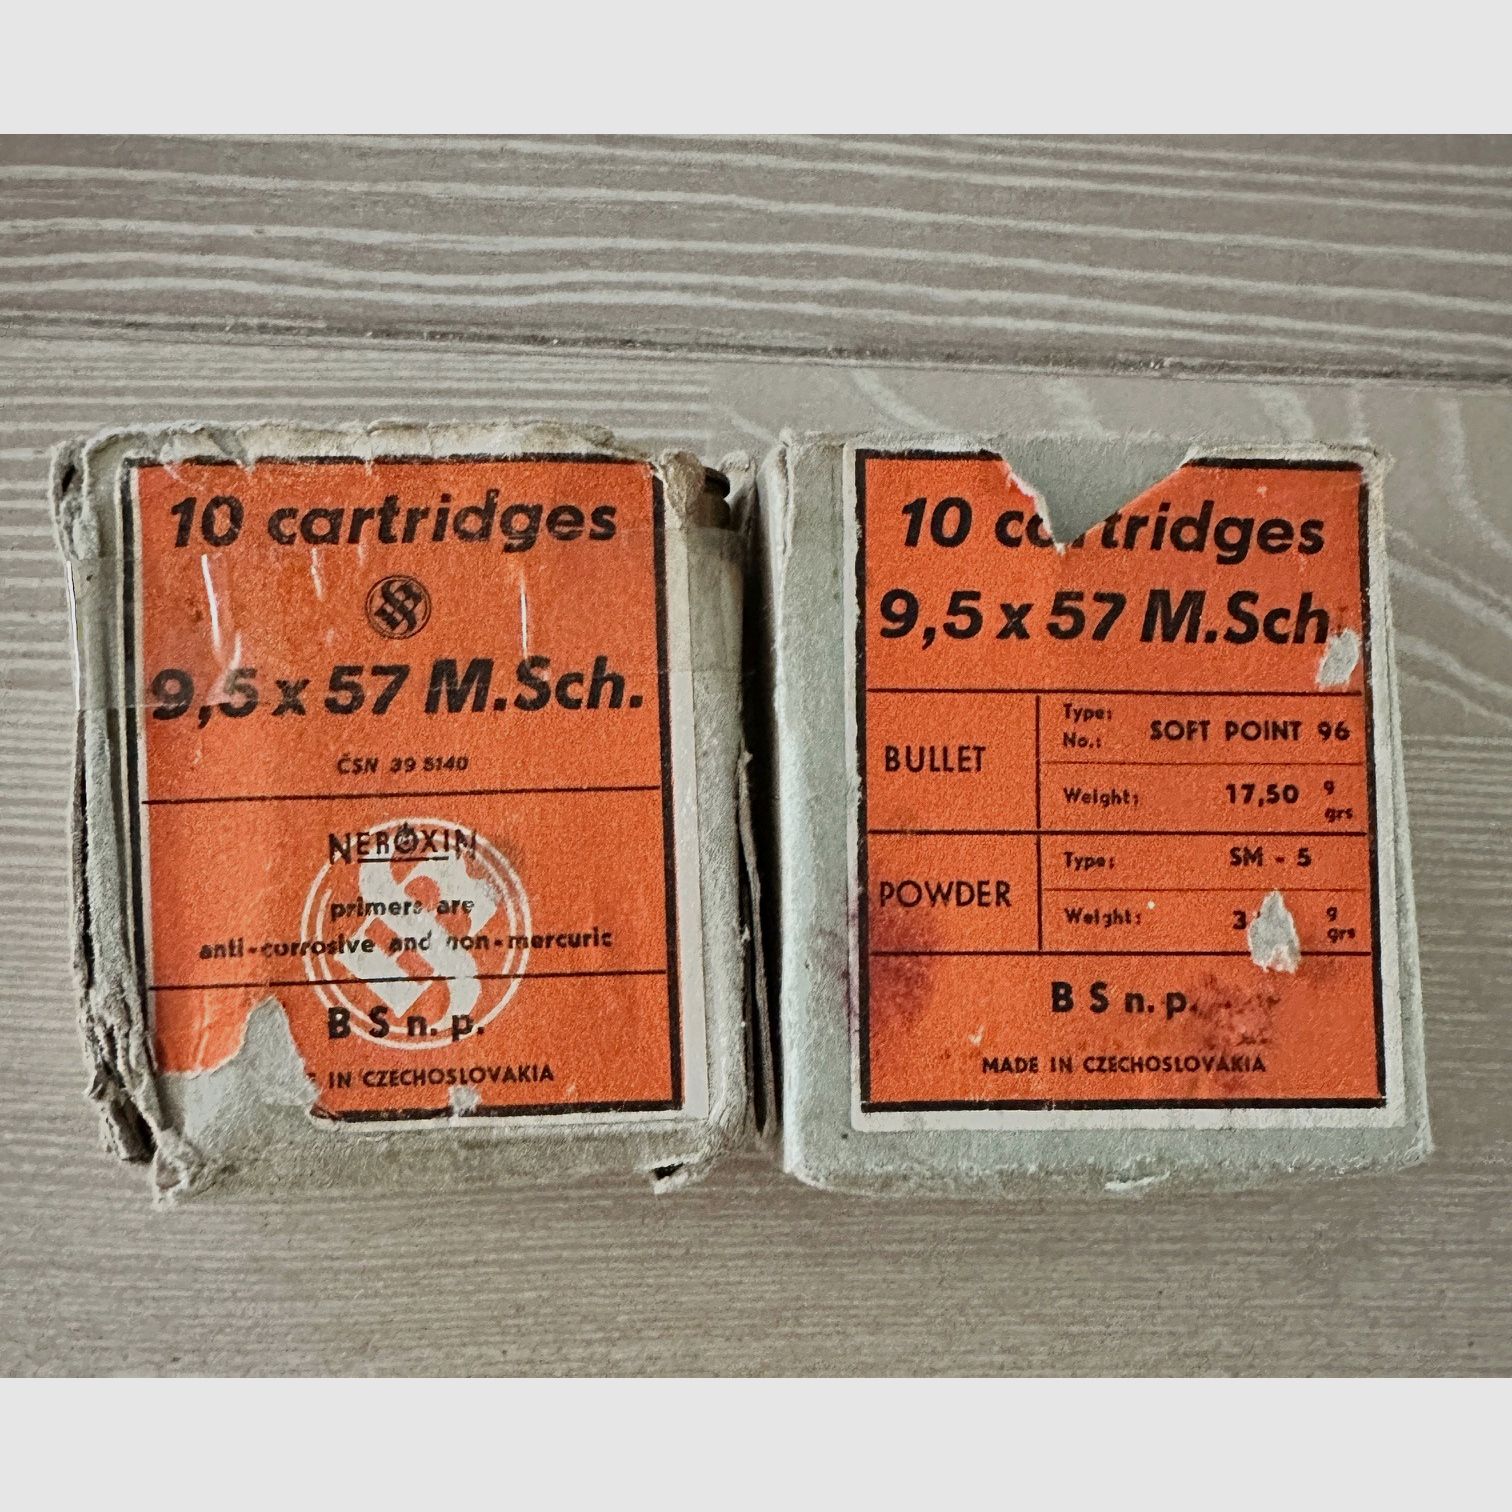 10 cartridges
9,5 x 57 M.Sch.
ČSN 39 5140
NEROXIN
primers are
anti-corrosive and non-mercuric
B S n. p.
IN CZECHOSLOVAKIA
10 cartridges
9,5 x 57 M.Sch.
BULLET
Type:
No.:
SOFT POINT 96
Weight:
17,50
g
grs
POWDER
Type:
SM - 5
Weight:
3
g
grs
B S n. p.
MADE IN CZECHOSLOVAKIA